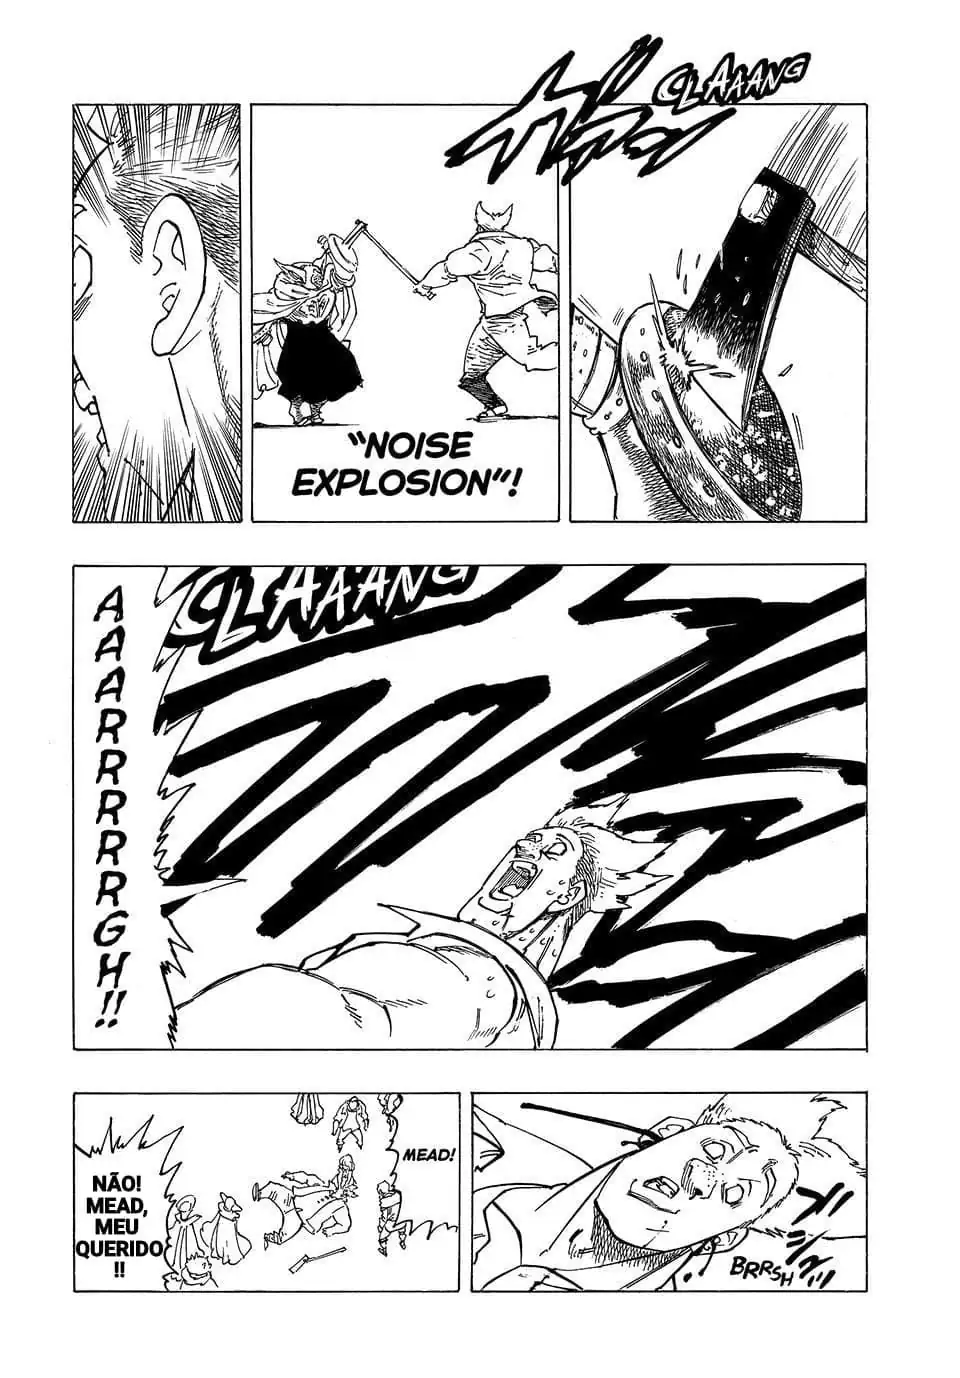 CLAAANG
“NOISE
EXPLOSION”!
CLAAANG
AAARRRRRGH!!
MEAD!
NÃO!
MEAD,
MEU
QUERIDO
!!
BRRSH